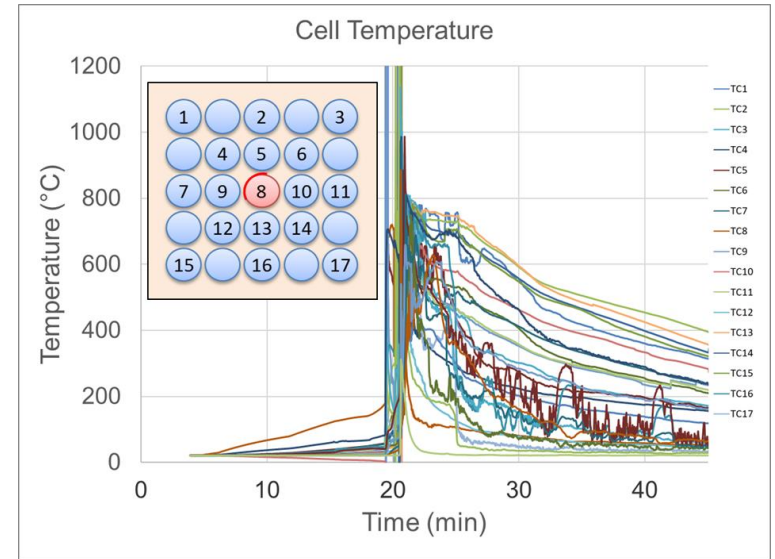 Cell Temperature
1200
1000
800
600
400
200
0
Temperature (°C)
1 2 3
4 5 6
7 9 8 10 11
12 13 14
15 16 17
0 10 20 30 40
Time (min)
TC1
TC2
TC3
TC4
TC5
TC6
TC7
TC8
TC9
TC10
TC11
TC12
TC13
TC14
TC15
TC16
TC17